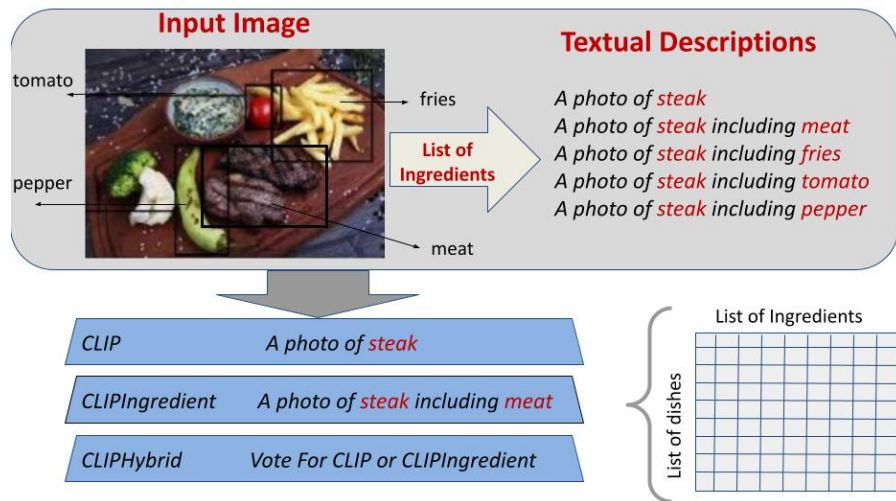 Input Image
Textual Descriptions
tomato
fries
pepper
meat
List of
Ingredients
A photo of steak
A photo of steak including meat
A photo of steak including fries
A photo of steak including tomato
A photo of steak including pepper
CLIP A photo of steak
CLIPIngredient A photo of steak including meat
CLIPHybrid Vote For CLIP or CLIPIngredient
List of Ingredients
List of dishes